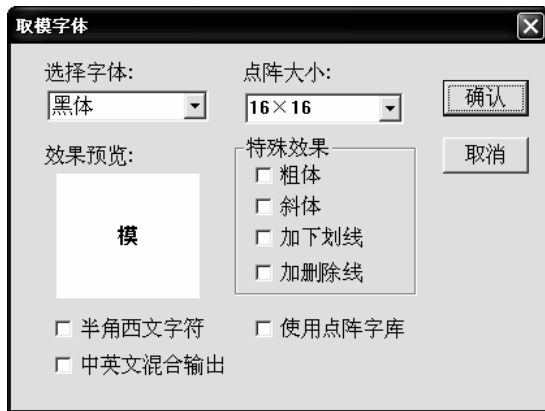 取模字体
选择字体:
点阵大小:
黑体
16×16
确认
取消
效果预览:
模
特殊效果
粗体
斜体
加下划线
加删除线
半角西文字符
使用点阵字库
中英文混合输出